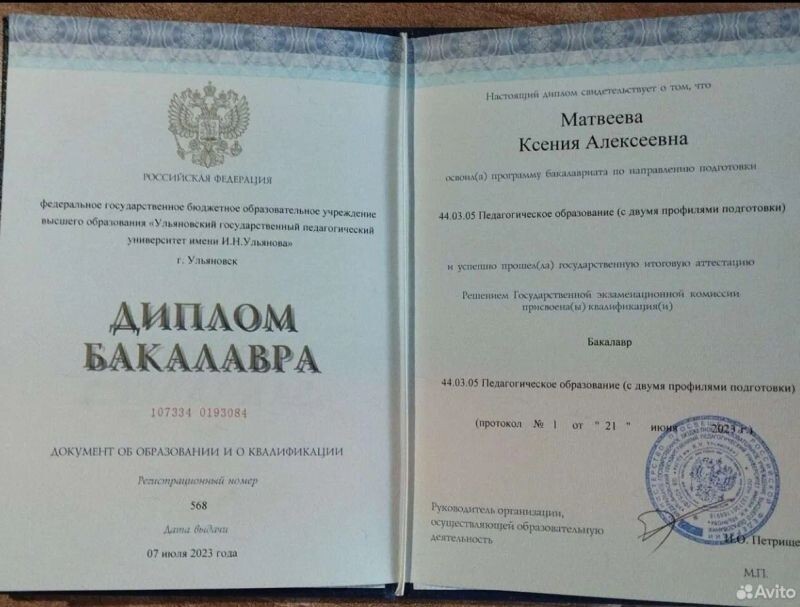 РОССИЙСКАЯ ФЕДЕРАЦИЯ
федеральное государственное бюджетное образовательное учреждение
высшего образования «Ульяновский государственный педагогический
университет имени И.Н.Ульянова»
г. Ульяновск
ДИПЛОМ
БАКАЛАВРА
107334 0193084
ДОКУМЕНТ ОБ ОБРАЗОВАНИИ И О КВАЛИФИКАЦИИ
Регистрационный номер
568
Дата выдачи
07 июля 2023 года
Настоящий диплом свидетельствует о том, что
Матвеева
Ксения Алексеевна
освоил(а) программу бакалавриата по направлению подготовки
44.03.05 Педагогическое образование (с двумя профилями подготовки)
и успешно прошел(ла) государственную итоговую аттестацию
Решением Государственной экзаменационной комиссии
присвоена(ы) квалификация(и)
Бакалавр
44.03.05 Педагогическое образование (с двумя профилями подготовки)
(протокол № 1 от " 21 " июня 2023 г.)
Руководитель организации,
осуществляющей образовательную
деятельность
И.О. Петрище
М.П.
Avito